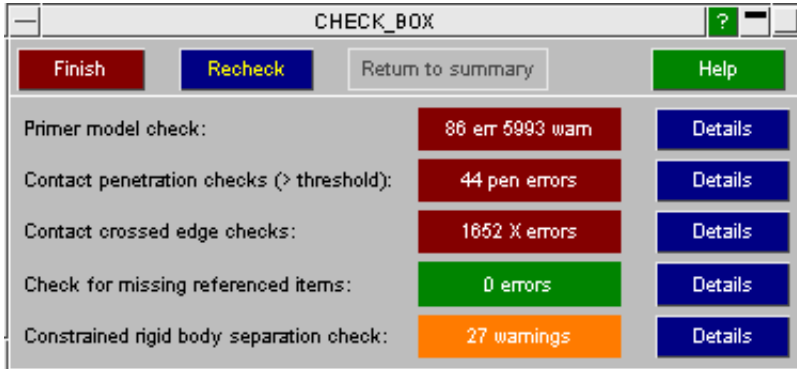 CHECK_BOX ?
Finish Recheck Return to summary Help
Primer model check: 86 err 5993 warn Details
Contact penetration checks (> threshold): 44 pen errors Details
Contact crossed edge checks: 1652 X errors Details
Check for missing referenced items: 0 errors Details
Constrained rigid body separation check: 27 warnings Details